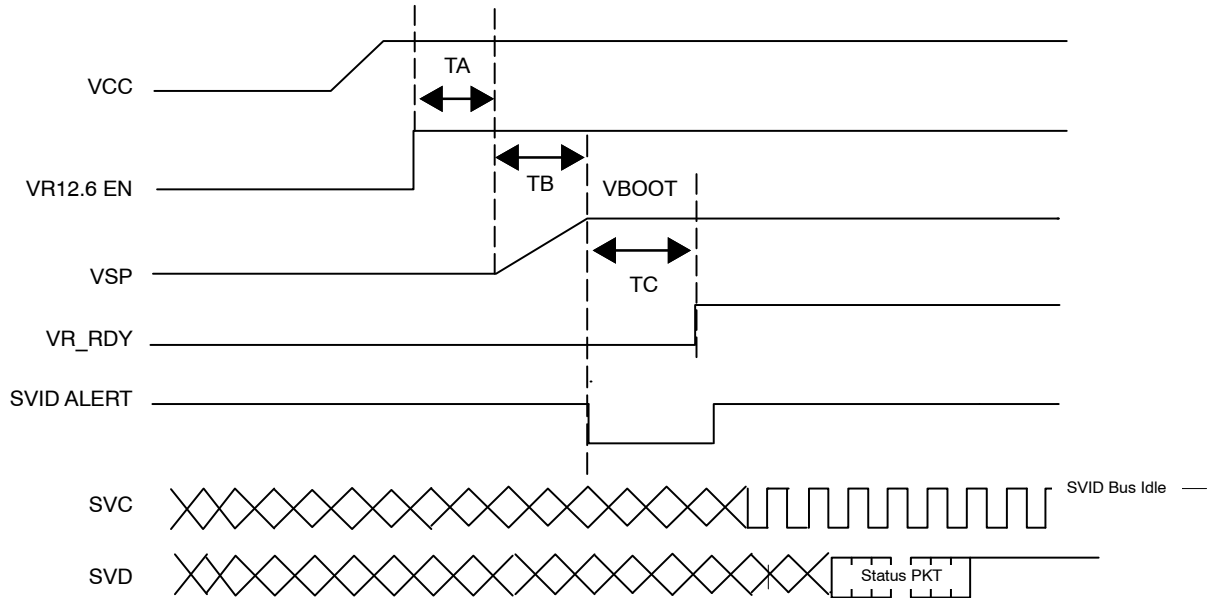 TA
VCC
VR12.6 EN
TB
VBOOT
VSP
TC
VR_RDY
SVID ALERT
SVC
SVID Bus Idle
SVD
Status PKT